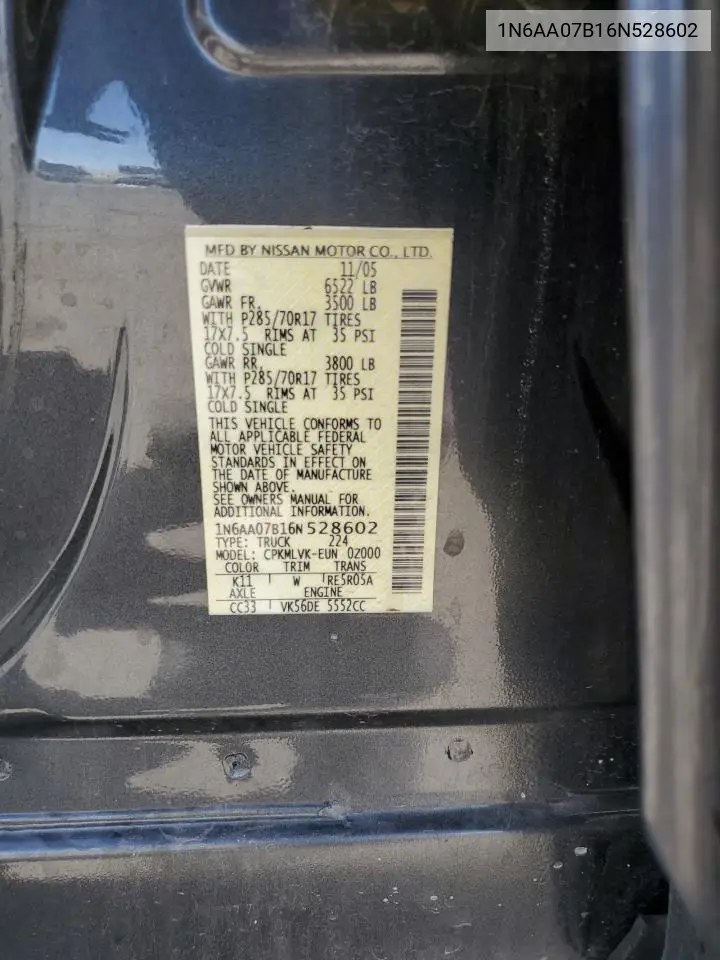 1N6AA07B16N528602
MFD BY NISSAN MOTOR CO., LTD.
DATE 11/05
GVWR 6522 LB
GAWR FR. 3500 LB
WITH P285/70R17 TIRES
17X7.5 RIMS AT 35 PSI
COLD SINGLE
GAWR RR. 3800 LB
WITH P285/70R17 TIRES
17X7.5 RIMS AT 35 PSI
COLD SINGLE
THIS VEHICLE CONFORMS TO
ALL APPLICABLE FEDERAL
MOTOR VEHICLE SAFETY
STANDARDS IN EFFECT ON
THE DATE OF MANUFACTURE
SHOWN ABOVE.
SEE OWNERS MANUAL FOR
ADDITIONAL INFORMATION.
1N6AA07B16N528602
TYPE: TRUCK 224
MODEL: CPKMLVK-EUN 02000
COLOR TRIM TRANS
K11 W RE5R05A
AXLE ENGINE
CC33 VK56DE 5552CC